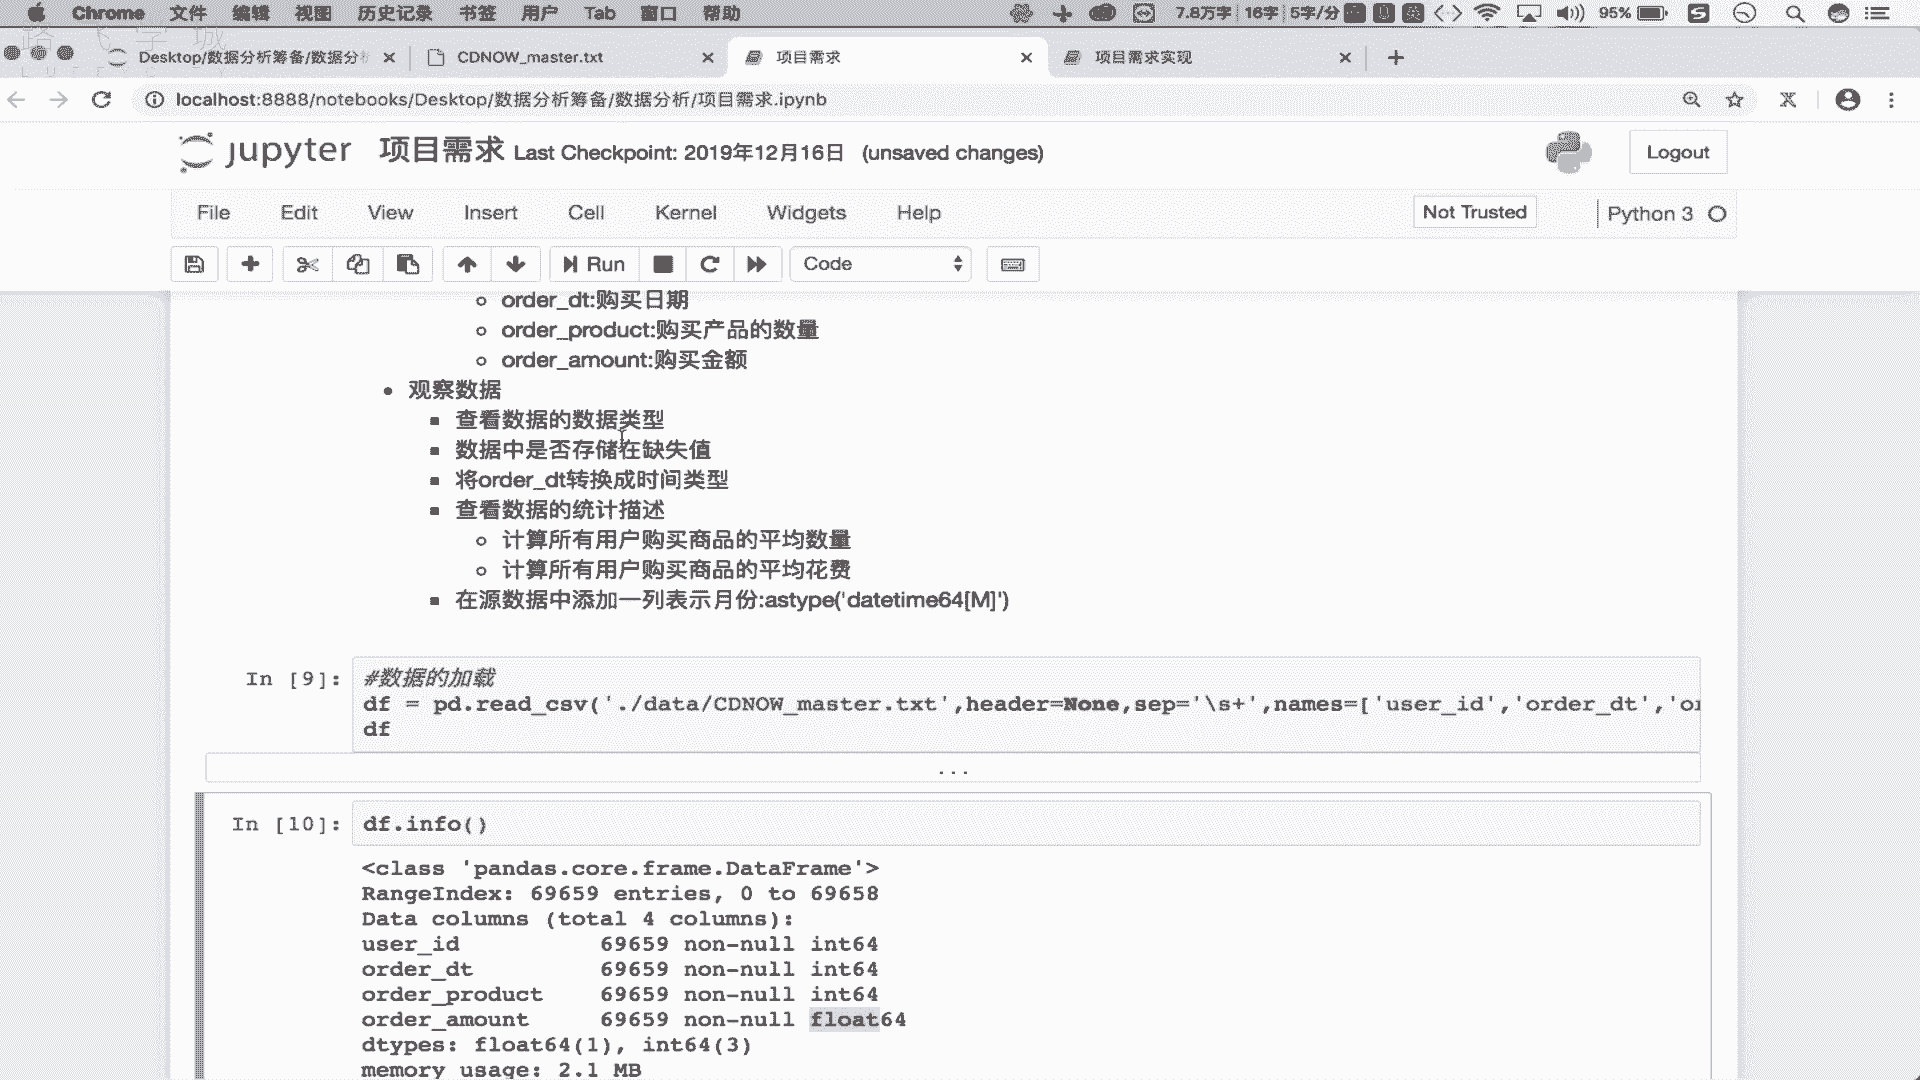 Chrome 文件 编辑 视图 历史记录 书签 用户 Tab 窗口 帮助 7.8万字 16字 5字/分 英 95%
Desktop/数据分析筹备/数据分析 CDNOW_master.txt 项目需求 项目需求实现
localhost:8888/notebooks/Desktop/数据分析筹备/数据分析/项目需求.ipynb
jupyter 项目需求 Last Checkpoint: 2019年12月16日 (unsaved changes) Logout
File Edit View Insert Cell Kernel Widgets Help Not Trusted Python 3
Run Code
order_dt:购买日期
order_product:购买产品的数量
order_amount:购买金额
观察数据
查看数据的数据类型
数据中是否存储在缺失值
将order_dt转换成时间类型
查看数据的统计描述
计算所有用户购买商品的平均数量
计算所有用户购买商品的平均花费
在源数据中添加一列表示月份:astype('datetime64[M]')
In [9]: #数据的加载
df = pd.read_csv('./data/CDNOW_master.txt',header=None,sep='\s+',names=['user_id','order_dt','or
df
...
In [10]: df.info()
<class 'pandas.core.frame.DataFrame'>
RangeIndex: 69659 entries, 0 to 69658
Data columns (total 4 columns):
user_id 69659 non-null int64
order_dt 69659 non-null int64
order_product 69659 non-null int64
order_amount 69659 non-null float64
dtypes: float64(1), int64(3)
memory usage: 2.1 MB